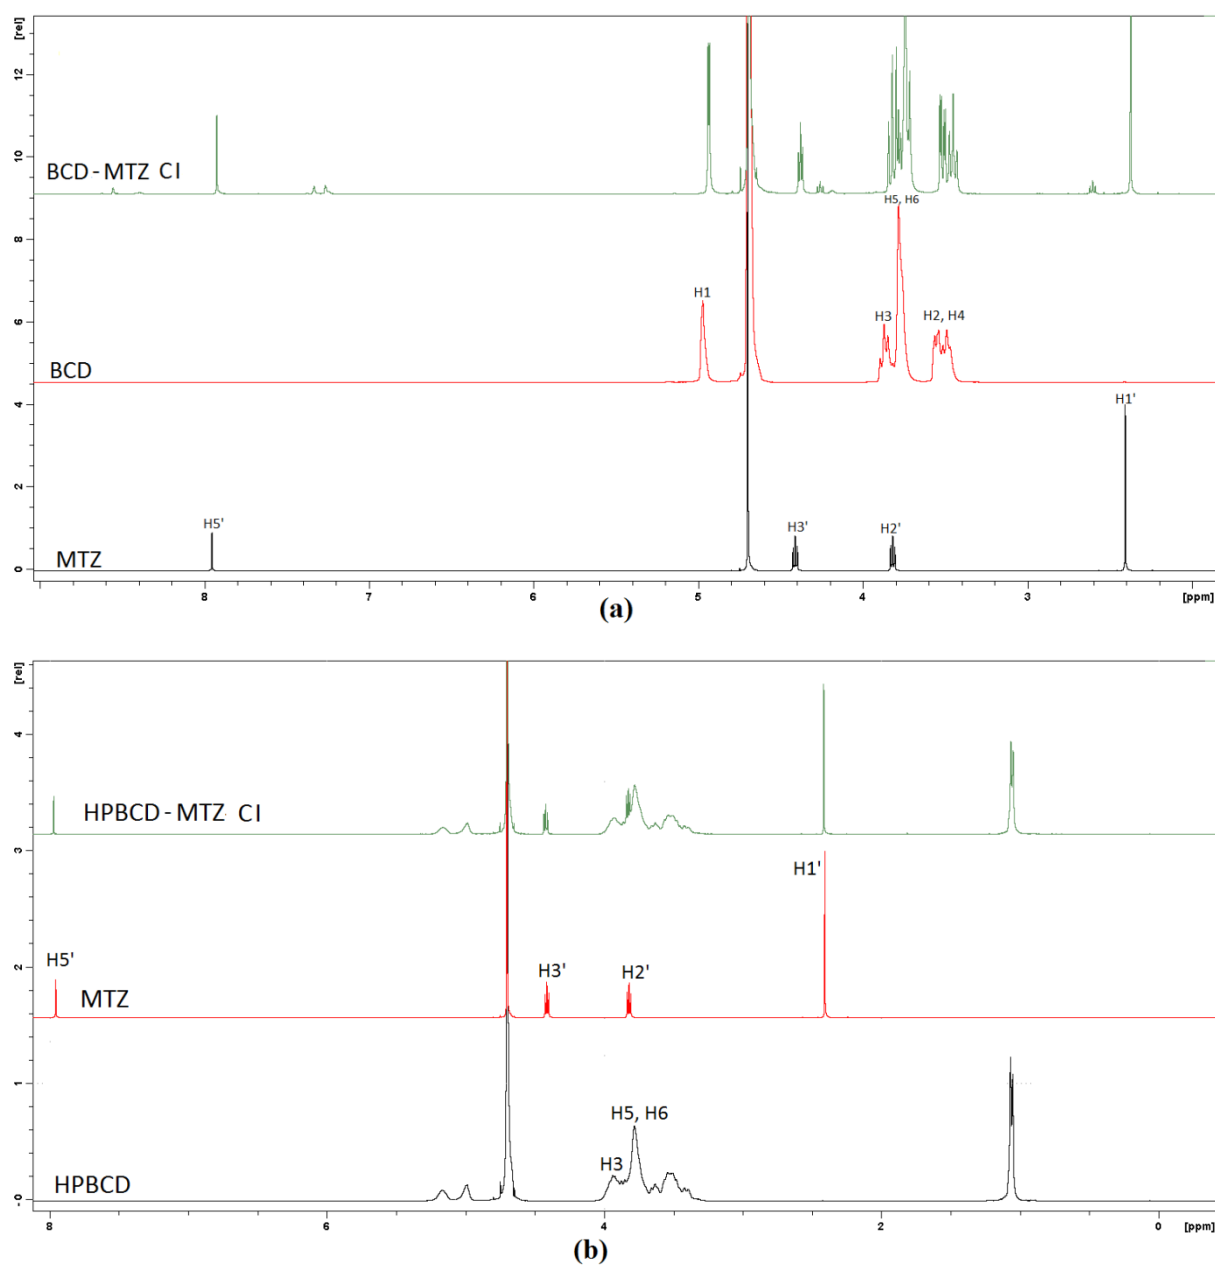 [rel]
12
BCD-MTZ CI
10
H5, H6
8
H1
H3
H2, H4
6
BCD
H1'
4
2
H5'
H3'
H2'
MTZ
0
8
7
6
5
4
3
[ppm]
(a)
[rel]
4
HPBCD-MTZ CI
3
H1'
H5'
H3'
H2'
2
MTZ
1
H5, H6
H3
HPBCD
0
8
6
4
2
0
[ppm]
(b)